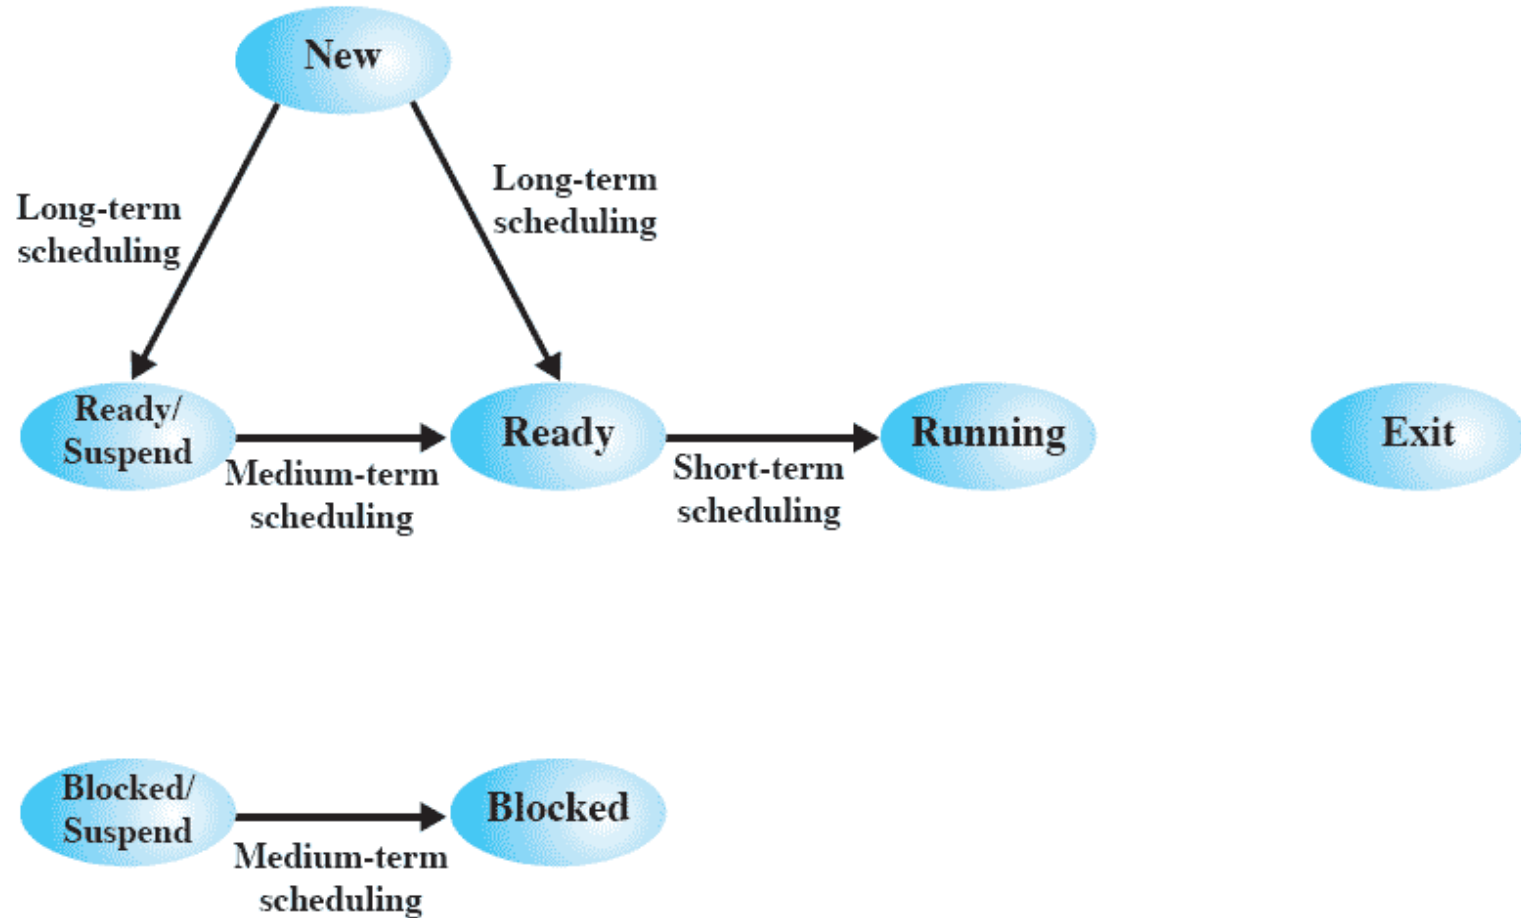 New
Long-term
scheduling
Long-term
scheduling
Ready/
Suspend
Medium-term
scheduling
Ready
Short-term
scheduling
Running
Exit
Blocked/
Suspend
Medium-term
scheduling
Blocked